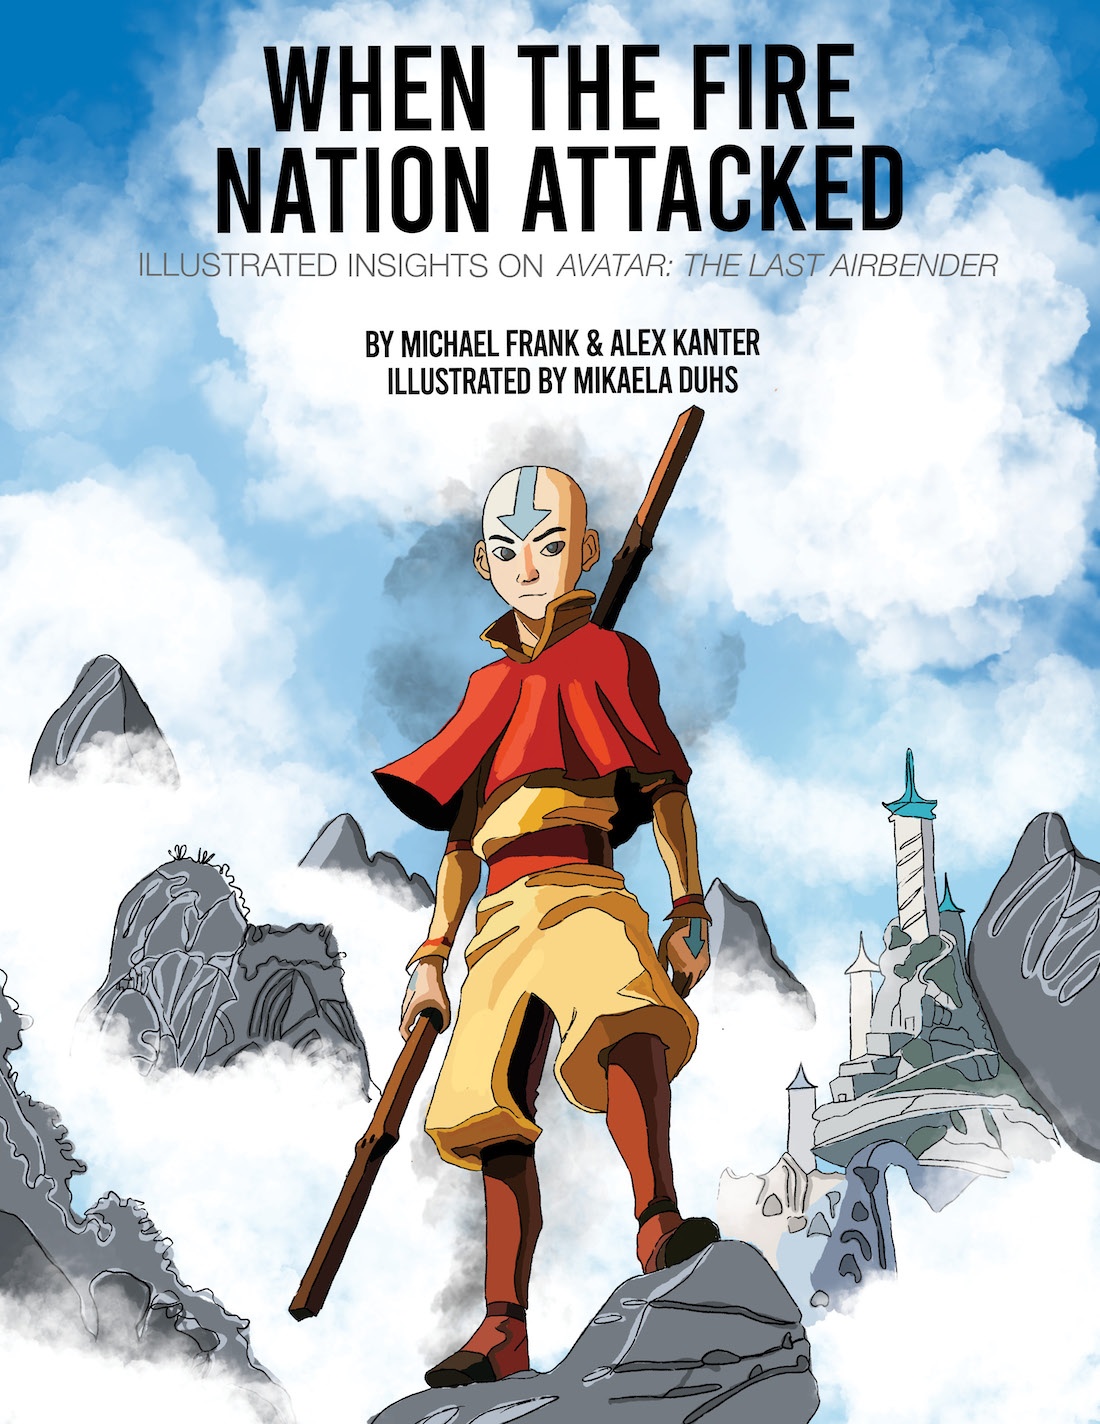 WHEN THE FIRE
NATION ATTACKED
ILLUSTRATED INSIGHTS ON AVATAR: THE LAST AIRBENDER
BY MICHAEL FRANK & ALEX KANTER
ILLUSTRATED BY MIKAELA DUHS